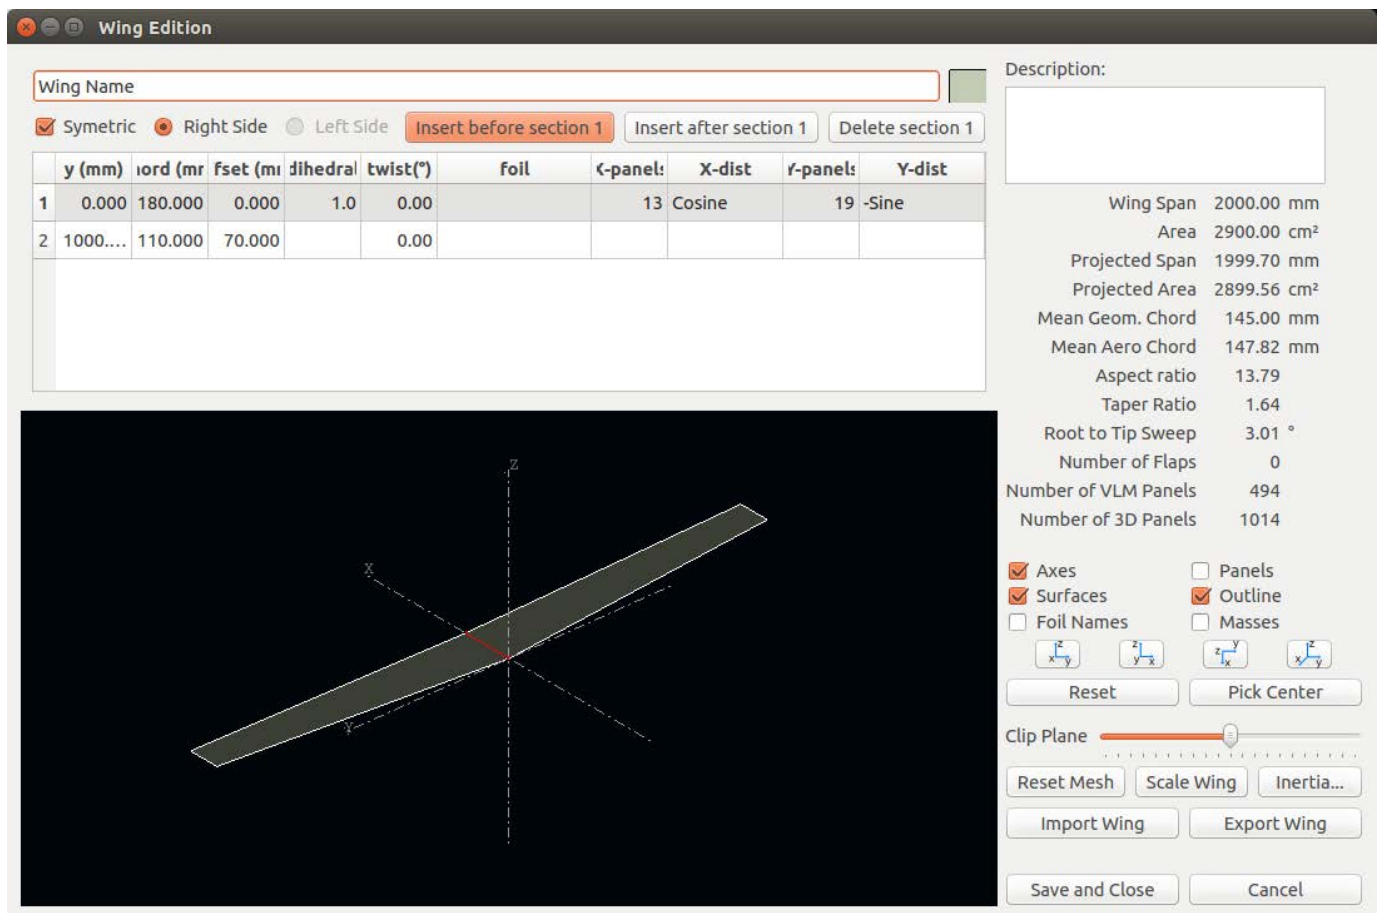 Wing Edition
Description:
Wing Name
Symetric Right Side Left Side Insert before section 1 Insert after section 1 Delete section 1
y (mm) hord (mr fset (mi dihedral twist(°) foil X-panels X-dist Y-panels Y-dist
1 0.000 180.000 0.000 1.0 0.00 13 Cosine 19 -Sine
2 1000.... 110.000 70.000 0.00
Wing Span 2000.00 mm
Area 2900.00 cm²
Projected Span 1999.70 mm
Projected Area 2899.56 cm²
Mean Geom. Chord 145.00 mm
Mean Aero Chord 147.82 mm
Aspect ratio 13.79
Taper Ratio 1.64
Root to Tip Sweep 3.01 °
Number of Flaps 0
Number of VLM Panels 494
Number of 3D Panels 1014
Z
X
Y
Axes Panels
Surfaces Outline
Foil Names Masses
z x y z y x z y x z x y
Reset Pick Center
Clip Plane
Reset Mesh Scale Wing Inertia...
Import Wing Export Wing
Save and Close Cancel